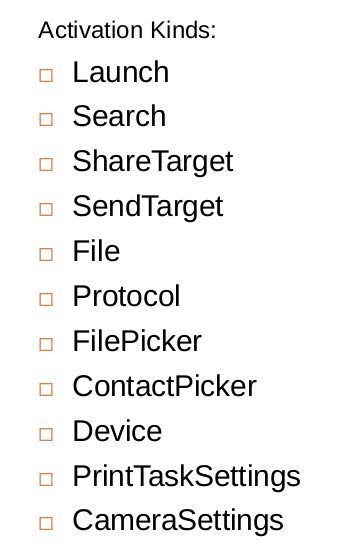 Activation Kinds:
Launch
Search
ShareTarget
SendTarget
File
Protocol
FilePicker
ContactPicker
Device
PrintTaskSettings
CameraSettings